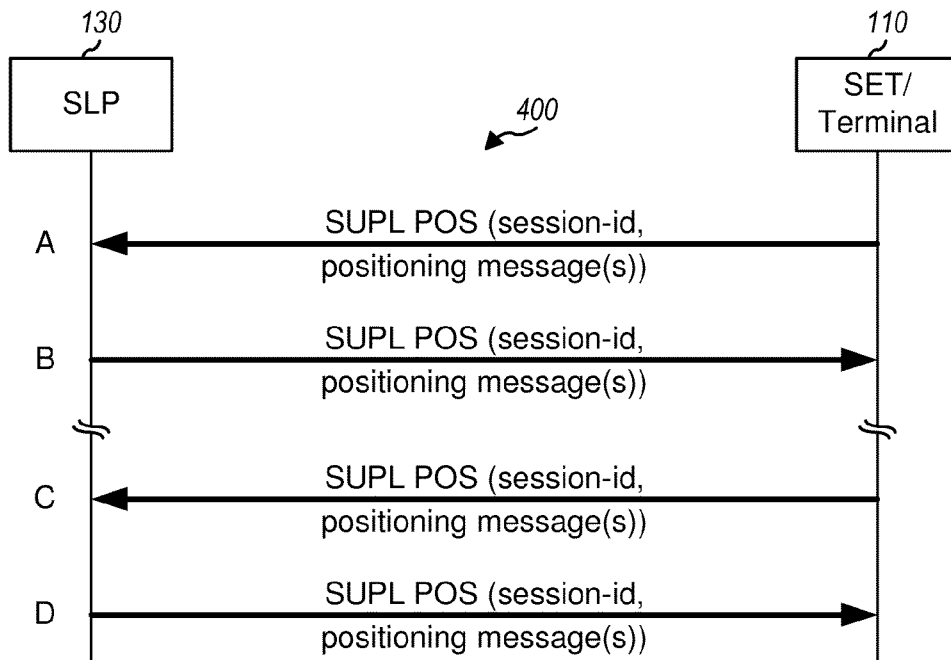 130
110
SLP
SET/
Terminal
400
A
SUPL POS (session-id,
positioning message(s))
B
SUPL POS (session-id,
positioning message(s))
C
SUPL POS (session-id,
positioning message(s))
D
SUPL POS (session-id,
positioning message(s))